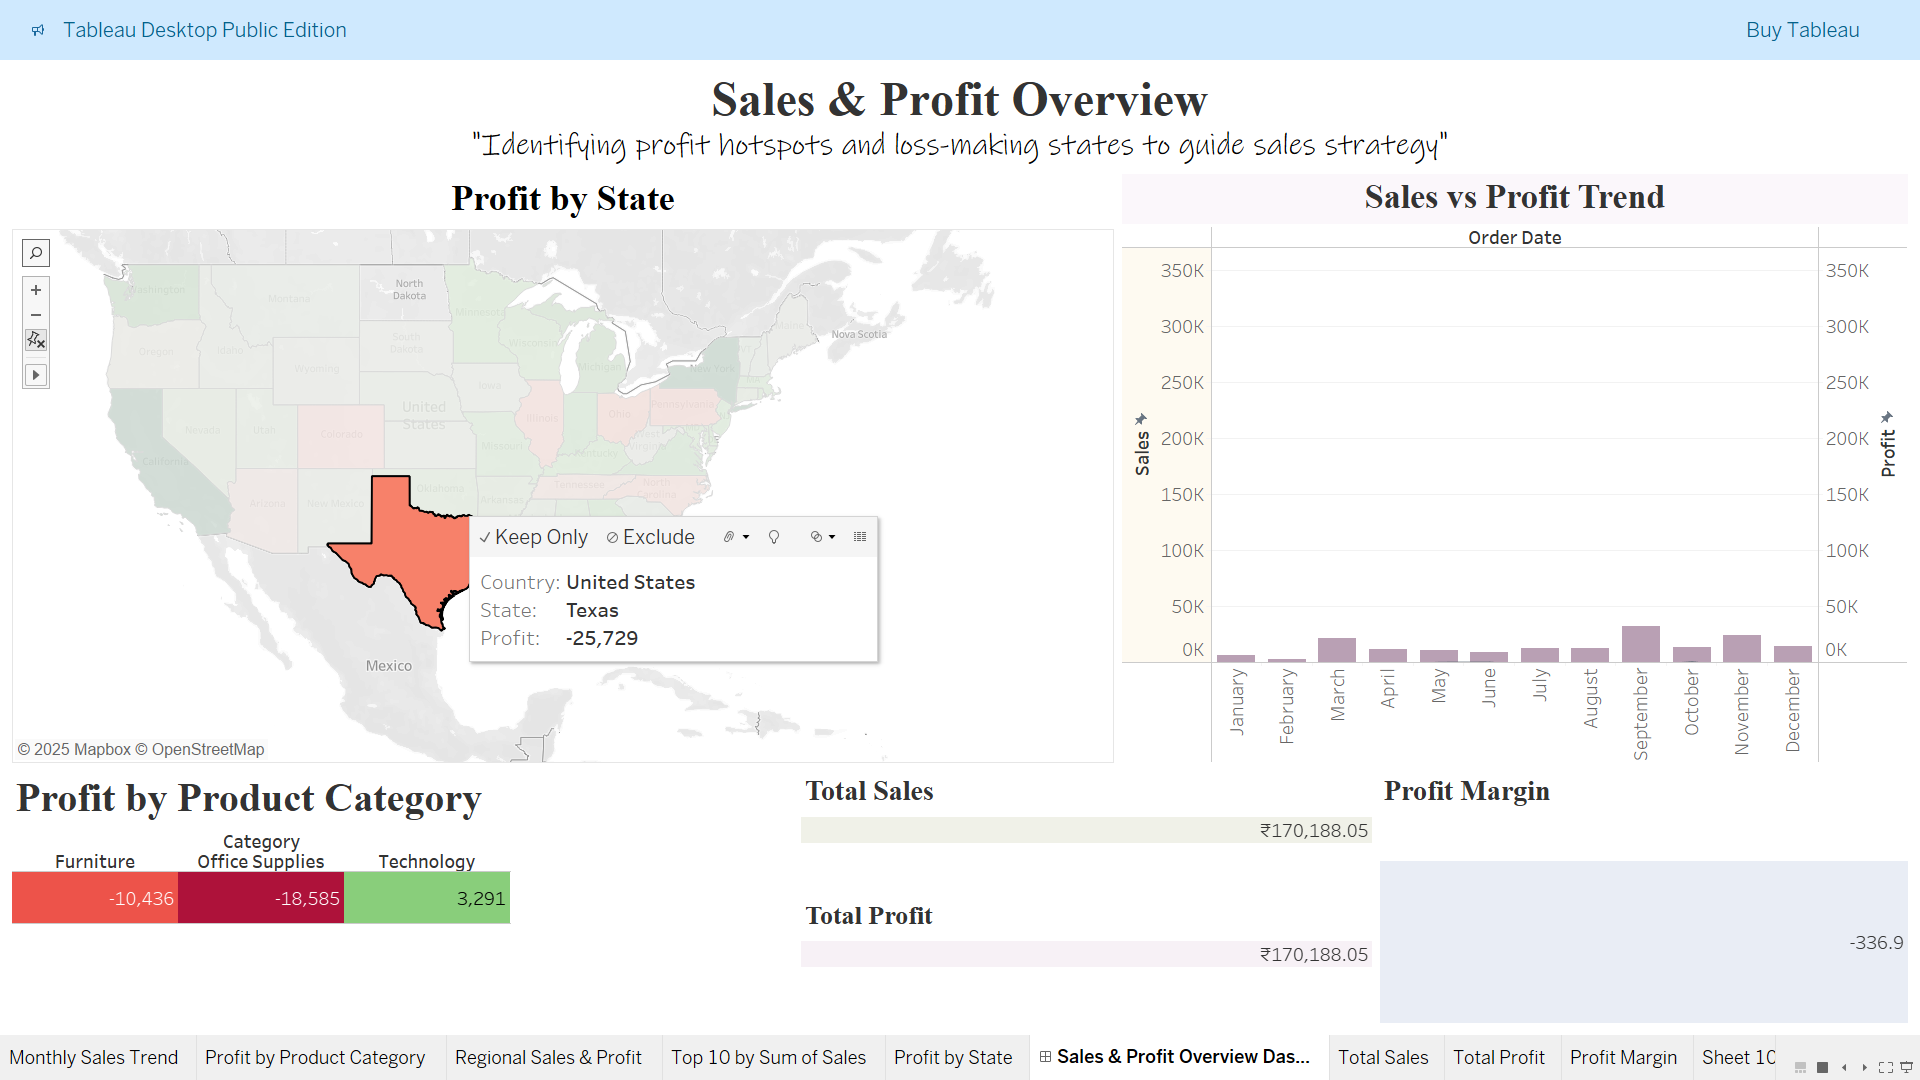 Tableau Desktop Public Edition
Buy Tableau
Sales & Profit Overview
"Identifying profit hotspots and loss-making states to guide sales strategy"
Profit by State
Washington
Montana
North
Dakota
Minnesota
Oregon
Idaho
South
Dakota
Wisconsin
Maine
Nova Scotia
Wyoming
Michigan
New York
Iowa
United
States
Nevada
Utah
Colorado
Illinois
Ohio
Pennsylvania
California
Missouri
Kentucky
West
Virginia
Arizona
New Mexico
Oklahoma
Arkansas
Tennessee
North
Carolina
Mexico
Keep Only
Exclude
Country: United States
State: Texas
Profit: -25,729
© 2025 Mapbox © OpenStreetMap
Sales vs Profit Trend
Order Date
Sales
350K
300K
250K
200K
150K
100K
50K
0K
Profit
350K
300K
250K
200K
150K
100K
50K
0K
January
February
March
April
May
June
July
August
September
October
November
December
Profit by Product Category
Category
Furniture Office Supplies Technology
-10,436 -18,585 3,291
Total Sales
₹170,188.05
Total Profit
₹170,188.05
Profit Margin
-336.9
Monthly Sales Trend
Profit by Product Category
Regional Sales & Profit
Top 10 by Sum of Sales
Profit by State
Sales & Profit Overview Das...
Total Sales
Total Profit
Profit Margin
Sheet 10